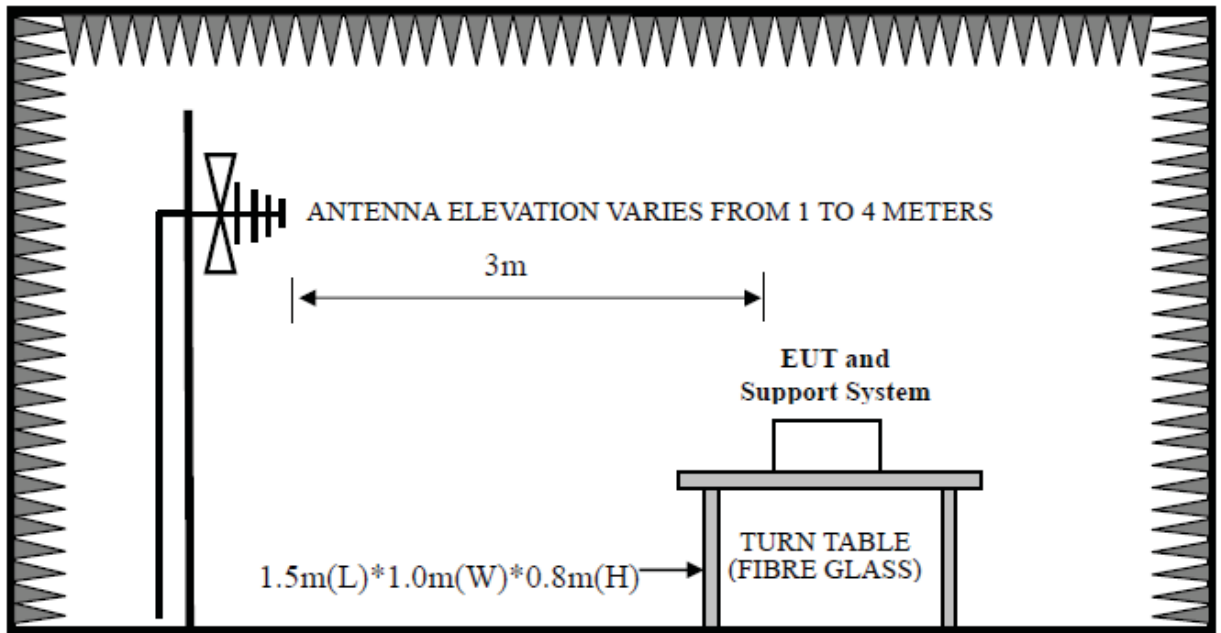 ANTENNA ELEVATION VARIES FROM 1 TO 4 METERS
3m
EUT and
Support System
TURN TABLE
(FIBRE GLASS)
1.5m(L)*1.0m(W)*0.8m(H)